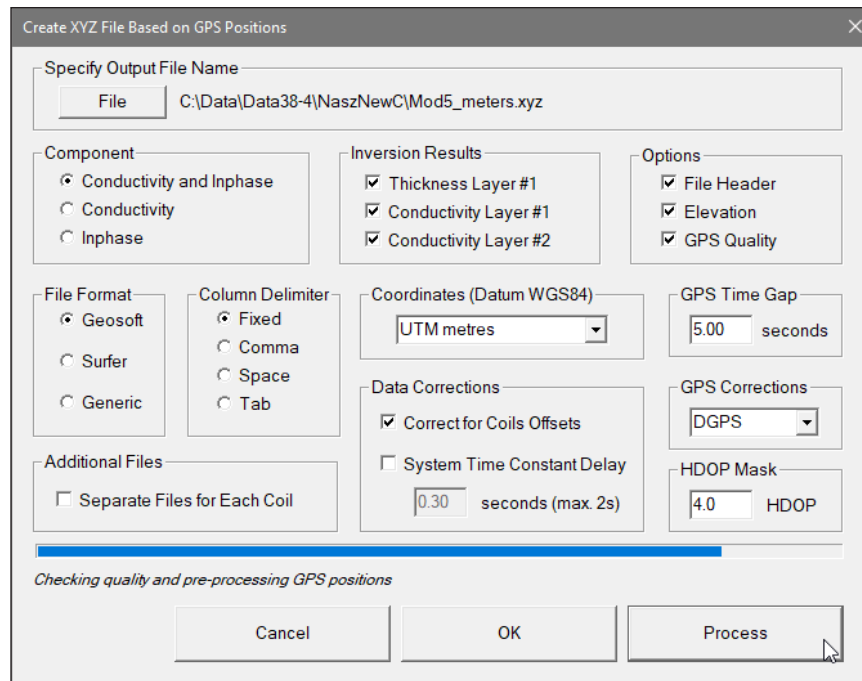 Create XYZ File Based on GPS Positions
Specify Output File Name
File C:\Data\Data38-4\NaszNewC\Mod5_meters.xyz
Component
Conductivity and Inphase
Conductivity
Inphase
Inversion Results
Thickness Layer #1
Conductivity Layer #1
Conductivity Layer #2
Options
File Header
Elevation
GPS Quality
File Format
Geosoft
Surfer
Generic
Column Delimiter
Fixed
Comma
Space
Tab
Coordinates (Datum WGS84)
UTM metres
GPS Time Gap
5.00 seconds
Data Corrections
Correct for Coils Offsets
System Time Constant Delay
0.30 seconds (max. 2s)
GPS Corrections
DGPS
Additional Files
Separate Files for Each Coil
HDOP Mask
4.0 HDOP
Checking quality and pre-processing GPS positions
Cancel OK Process